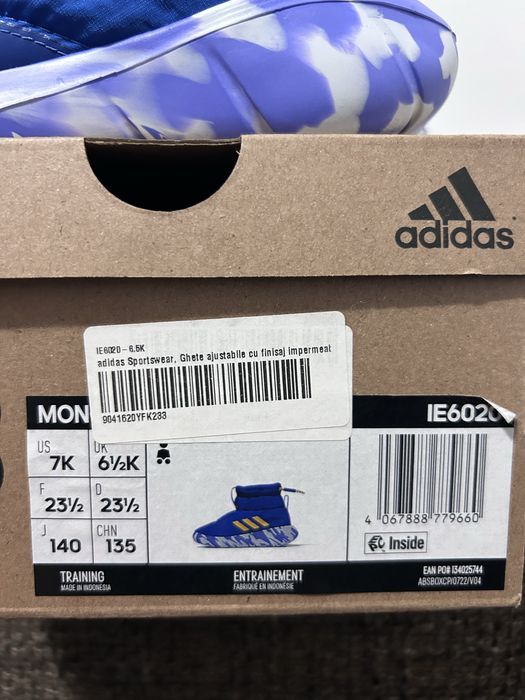 adidas
IE6020 - 6.5K
adidas Sportswear, Ghete ajustabile cu finisaj impermeat
9041620YFK233
MON
IE6020
US UK
7K 6½K
F D
23½ 23½
J CHN
140 135
4 067888 779660
Inside
TRAINING ENTRAINEMENT EAN PO# 134025744
MADE IN INDONESIA FABRIQUÉ EN INDONÉSIE ABSBOXCP/0722/V04